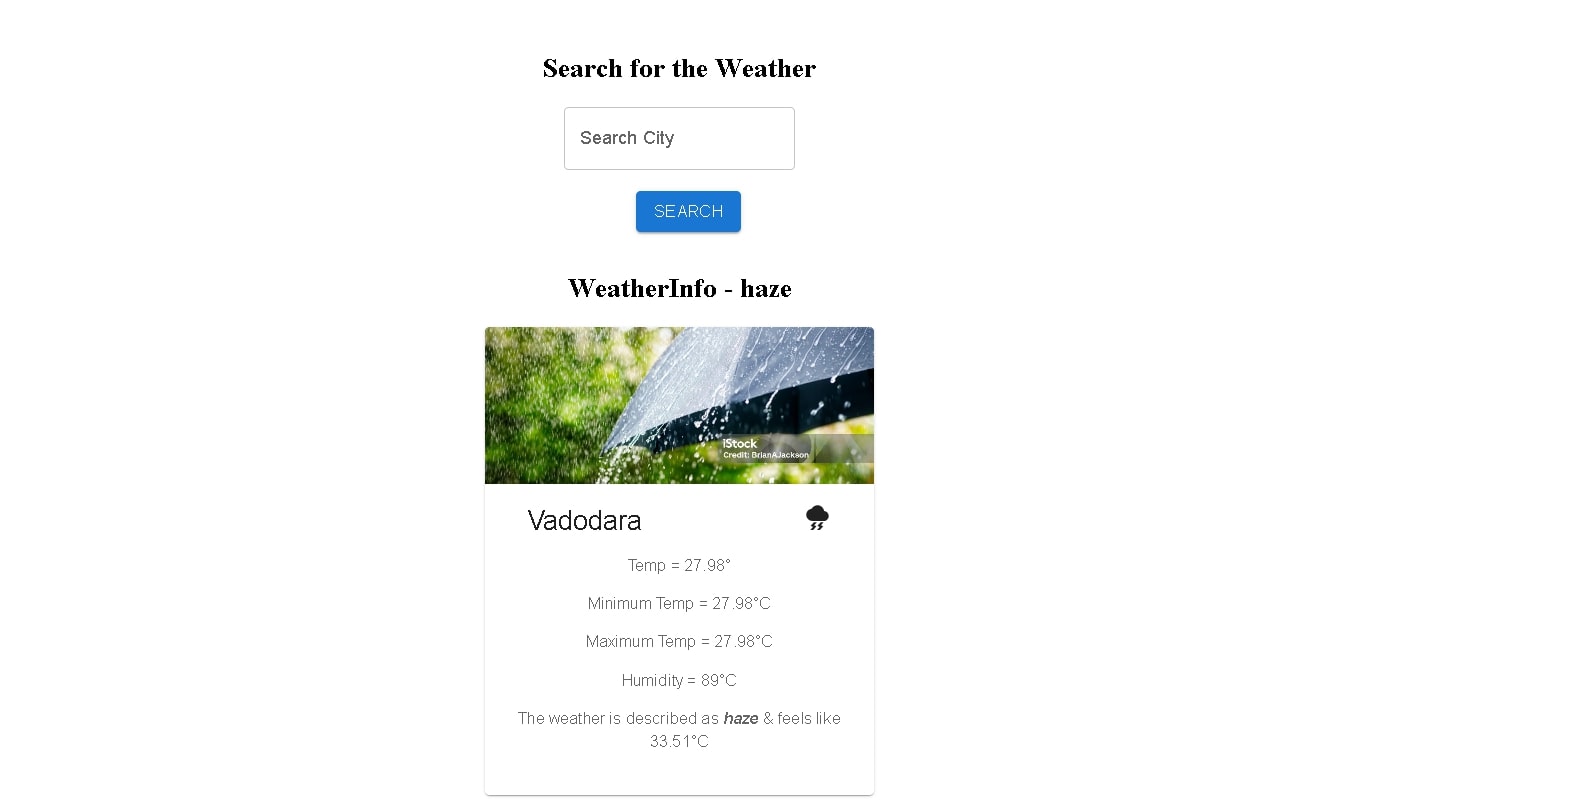 Search for the Weather
Search City
SEARCH
WeatherInfo - haze
iStock
Credit: BrianAJackson
Vadodara
Temp = 27.98°
Minimum Temp = 27.98°C
Maximum Temp = 27.98°C
Humidity = 89°C
The weather is described as haze & feels like
33.51°C